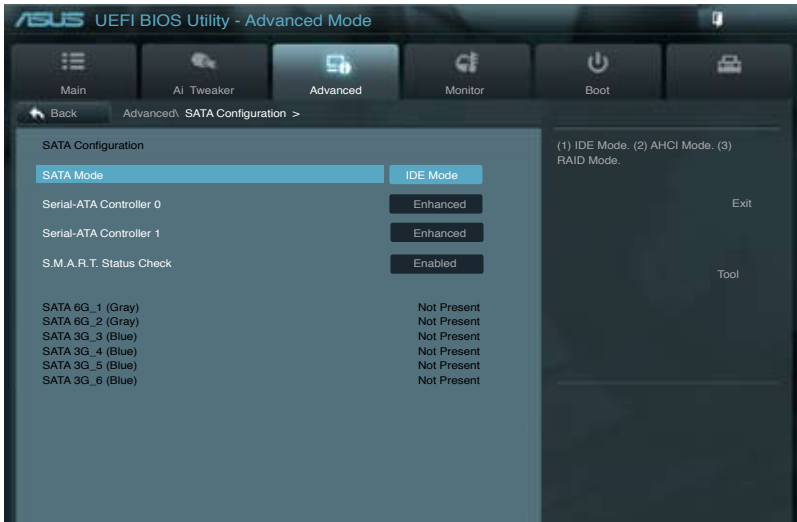 ASUS UEFI BIOS Utility - Advanced Mode
Main Ai Tweaker Advanced Monitor Boot
Back Advanced\ SATA Configuration >
SATA Configuration
SATA Mode IDE Mode
Serial-ATA Controller 0 Enhanced
Serial-ATA Controller 1 Enhanced
S.M.A.R.T. Status Check Enabled
SATA 6G_1 (Gray) Not Present
SATA 6G_2 (Gray) Not Present
SATA 3G_3 (Blue) Not Present
SATA 3G_4 (Blue) Not Present
SATA 3G_5 (Blue) Not Present
SATA 3G_6 (Blue) Not Present
(1) IDE Mode. (2) AHCI Mode. (3)
RAID Mode.
Exit
Tool